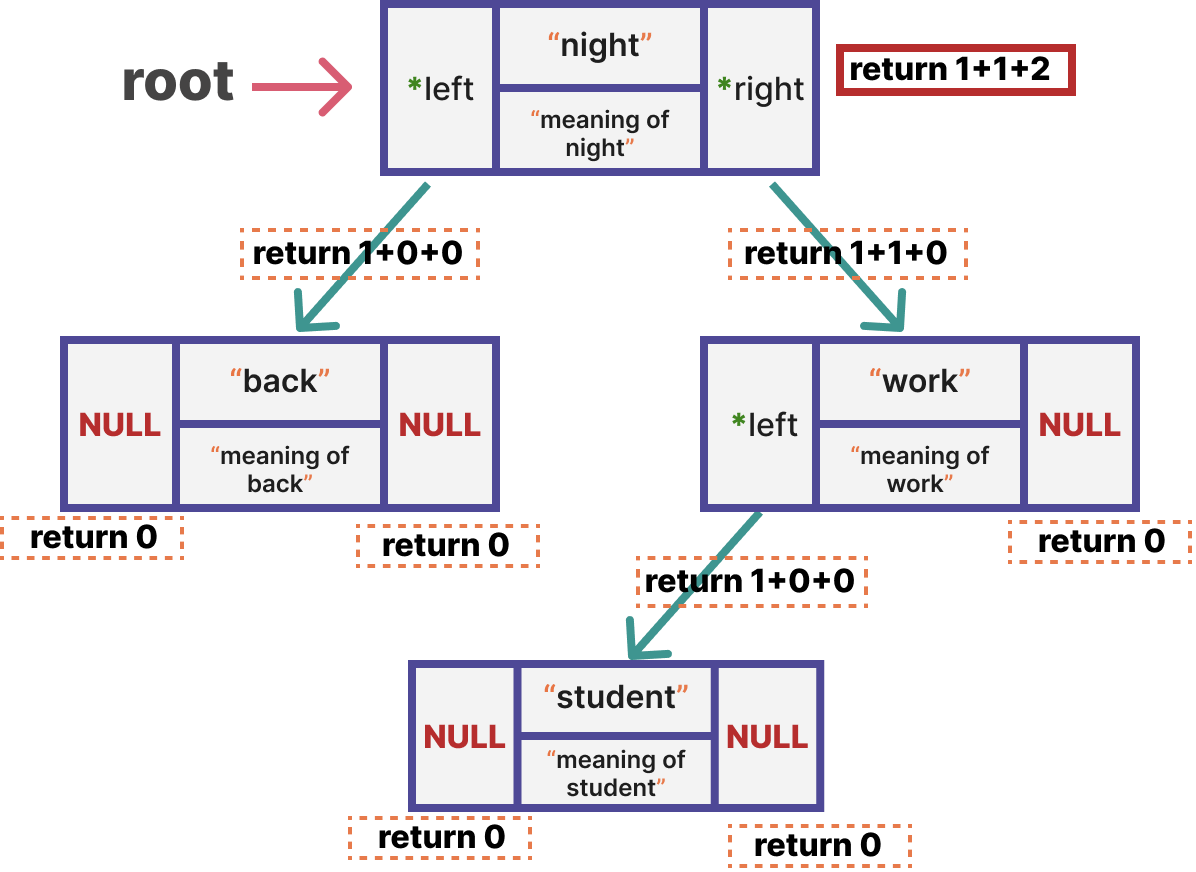 root
*left
“night”
“meaning of
night”
*right
return 1+1+2
return 1+0+0
return 1+1+0
NULL
“back”
“meaning of
back”
NULL
*left
“work”
“meaning of
work”
NULL
return 0
return 0
return 0
return 1+0+0
NULL
“student”
“meaning of
student”
NULL
return 0
return 0